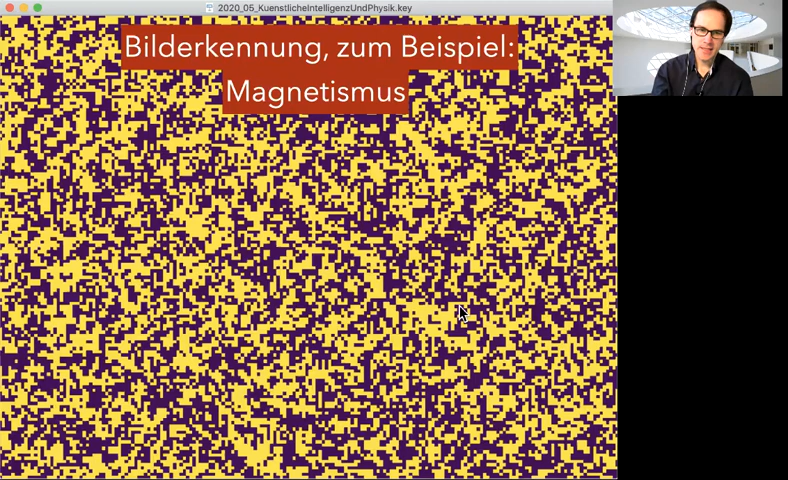 2020_05_KuenstlicheIntelligenzUndPhysik.key
Bilderkennung, zum Beispiel:
Magnetismus